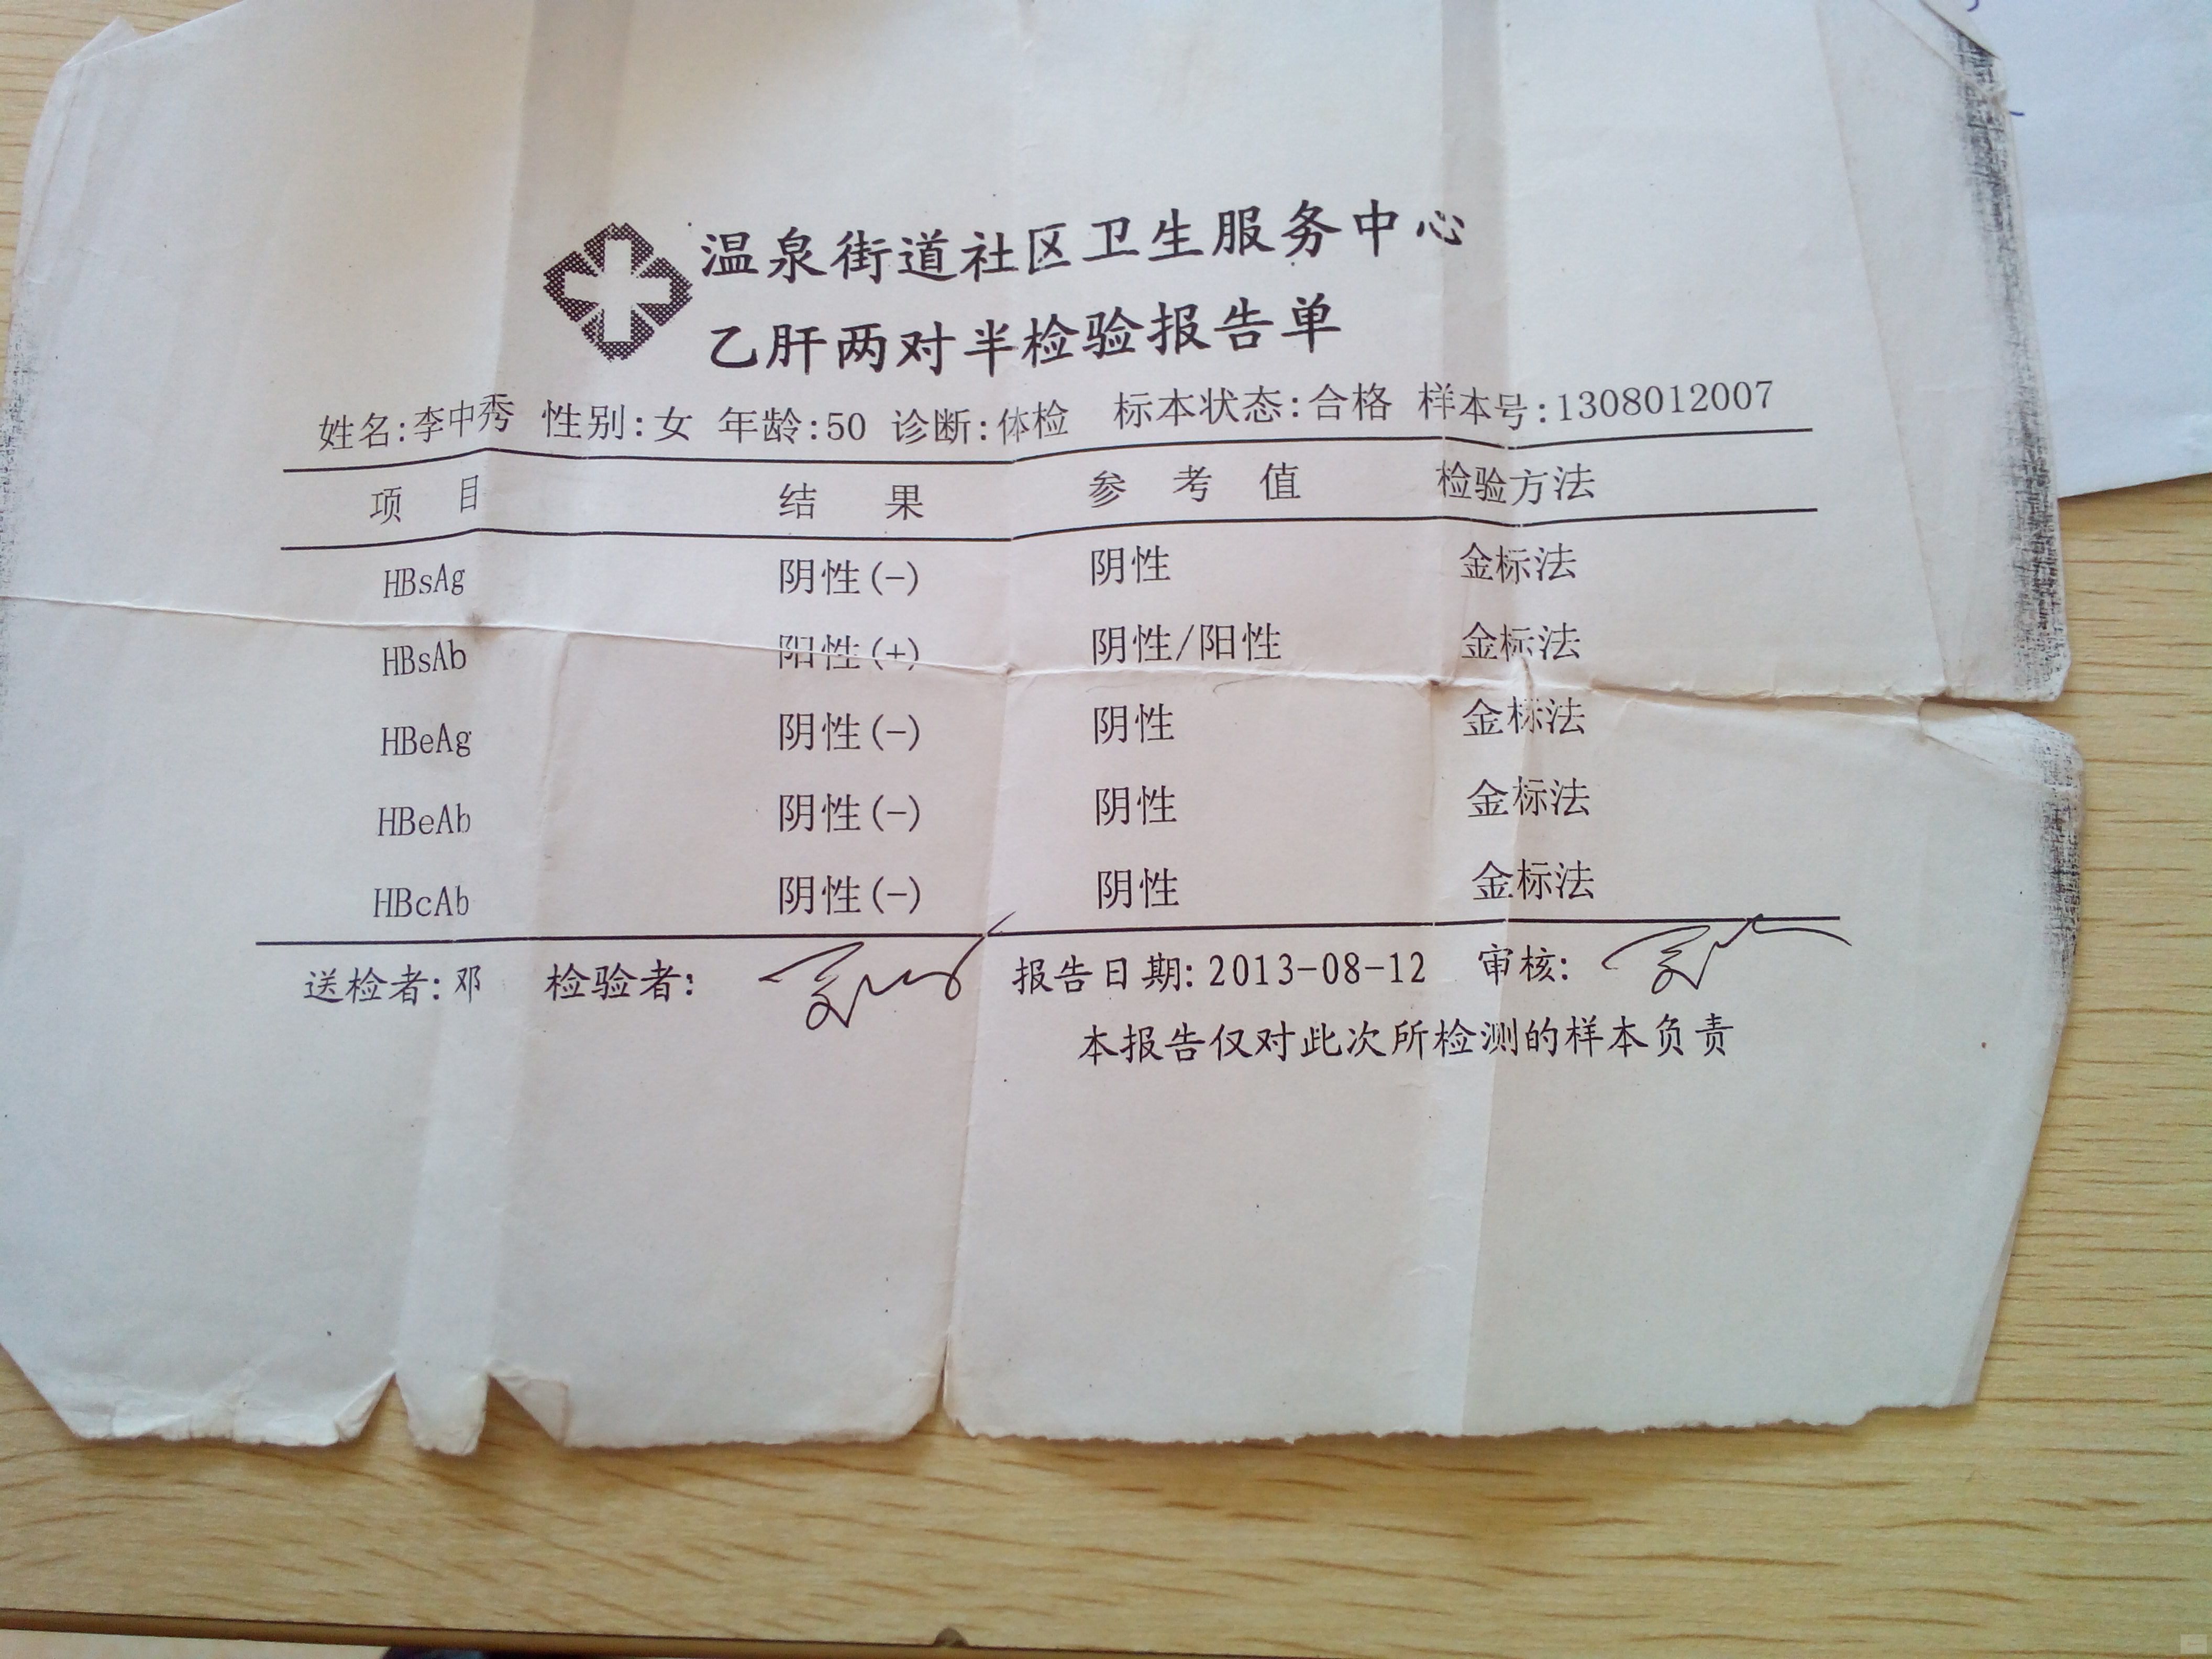 温泉街道社区卫生服务中心
乙肝两对半检验报告单
姓名:李中秀 性别:女 年龄:50 诊断:体检 标本状态:合格 样本号:1308012007
项 目 结 果 参 考 值 检验方法
HBsAg 阴性(-) 阴性 金标法
HBsAb 阳性(+) 阴性/阳性 金标法
HBeAg 阴性(-) 阴性 金标法
HBeAb 阴性(-) 阴性 金标法
HBcAb 阴性(-) 阴性 金标法
送检者:邓 检验者: 报告日期:2013-08-12 审核:
本报告仅对此次所检测的样本负责